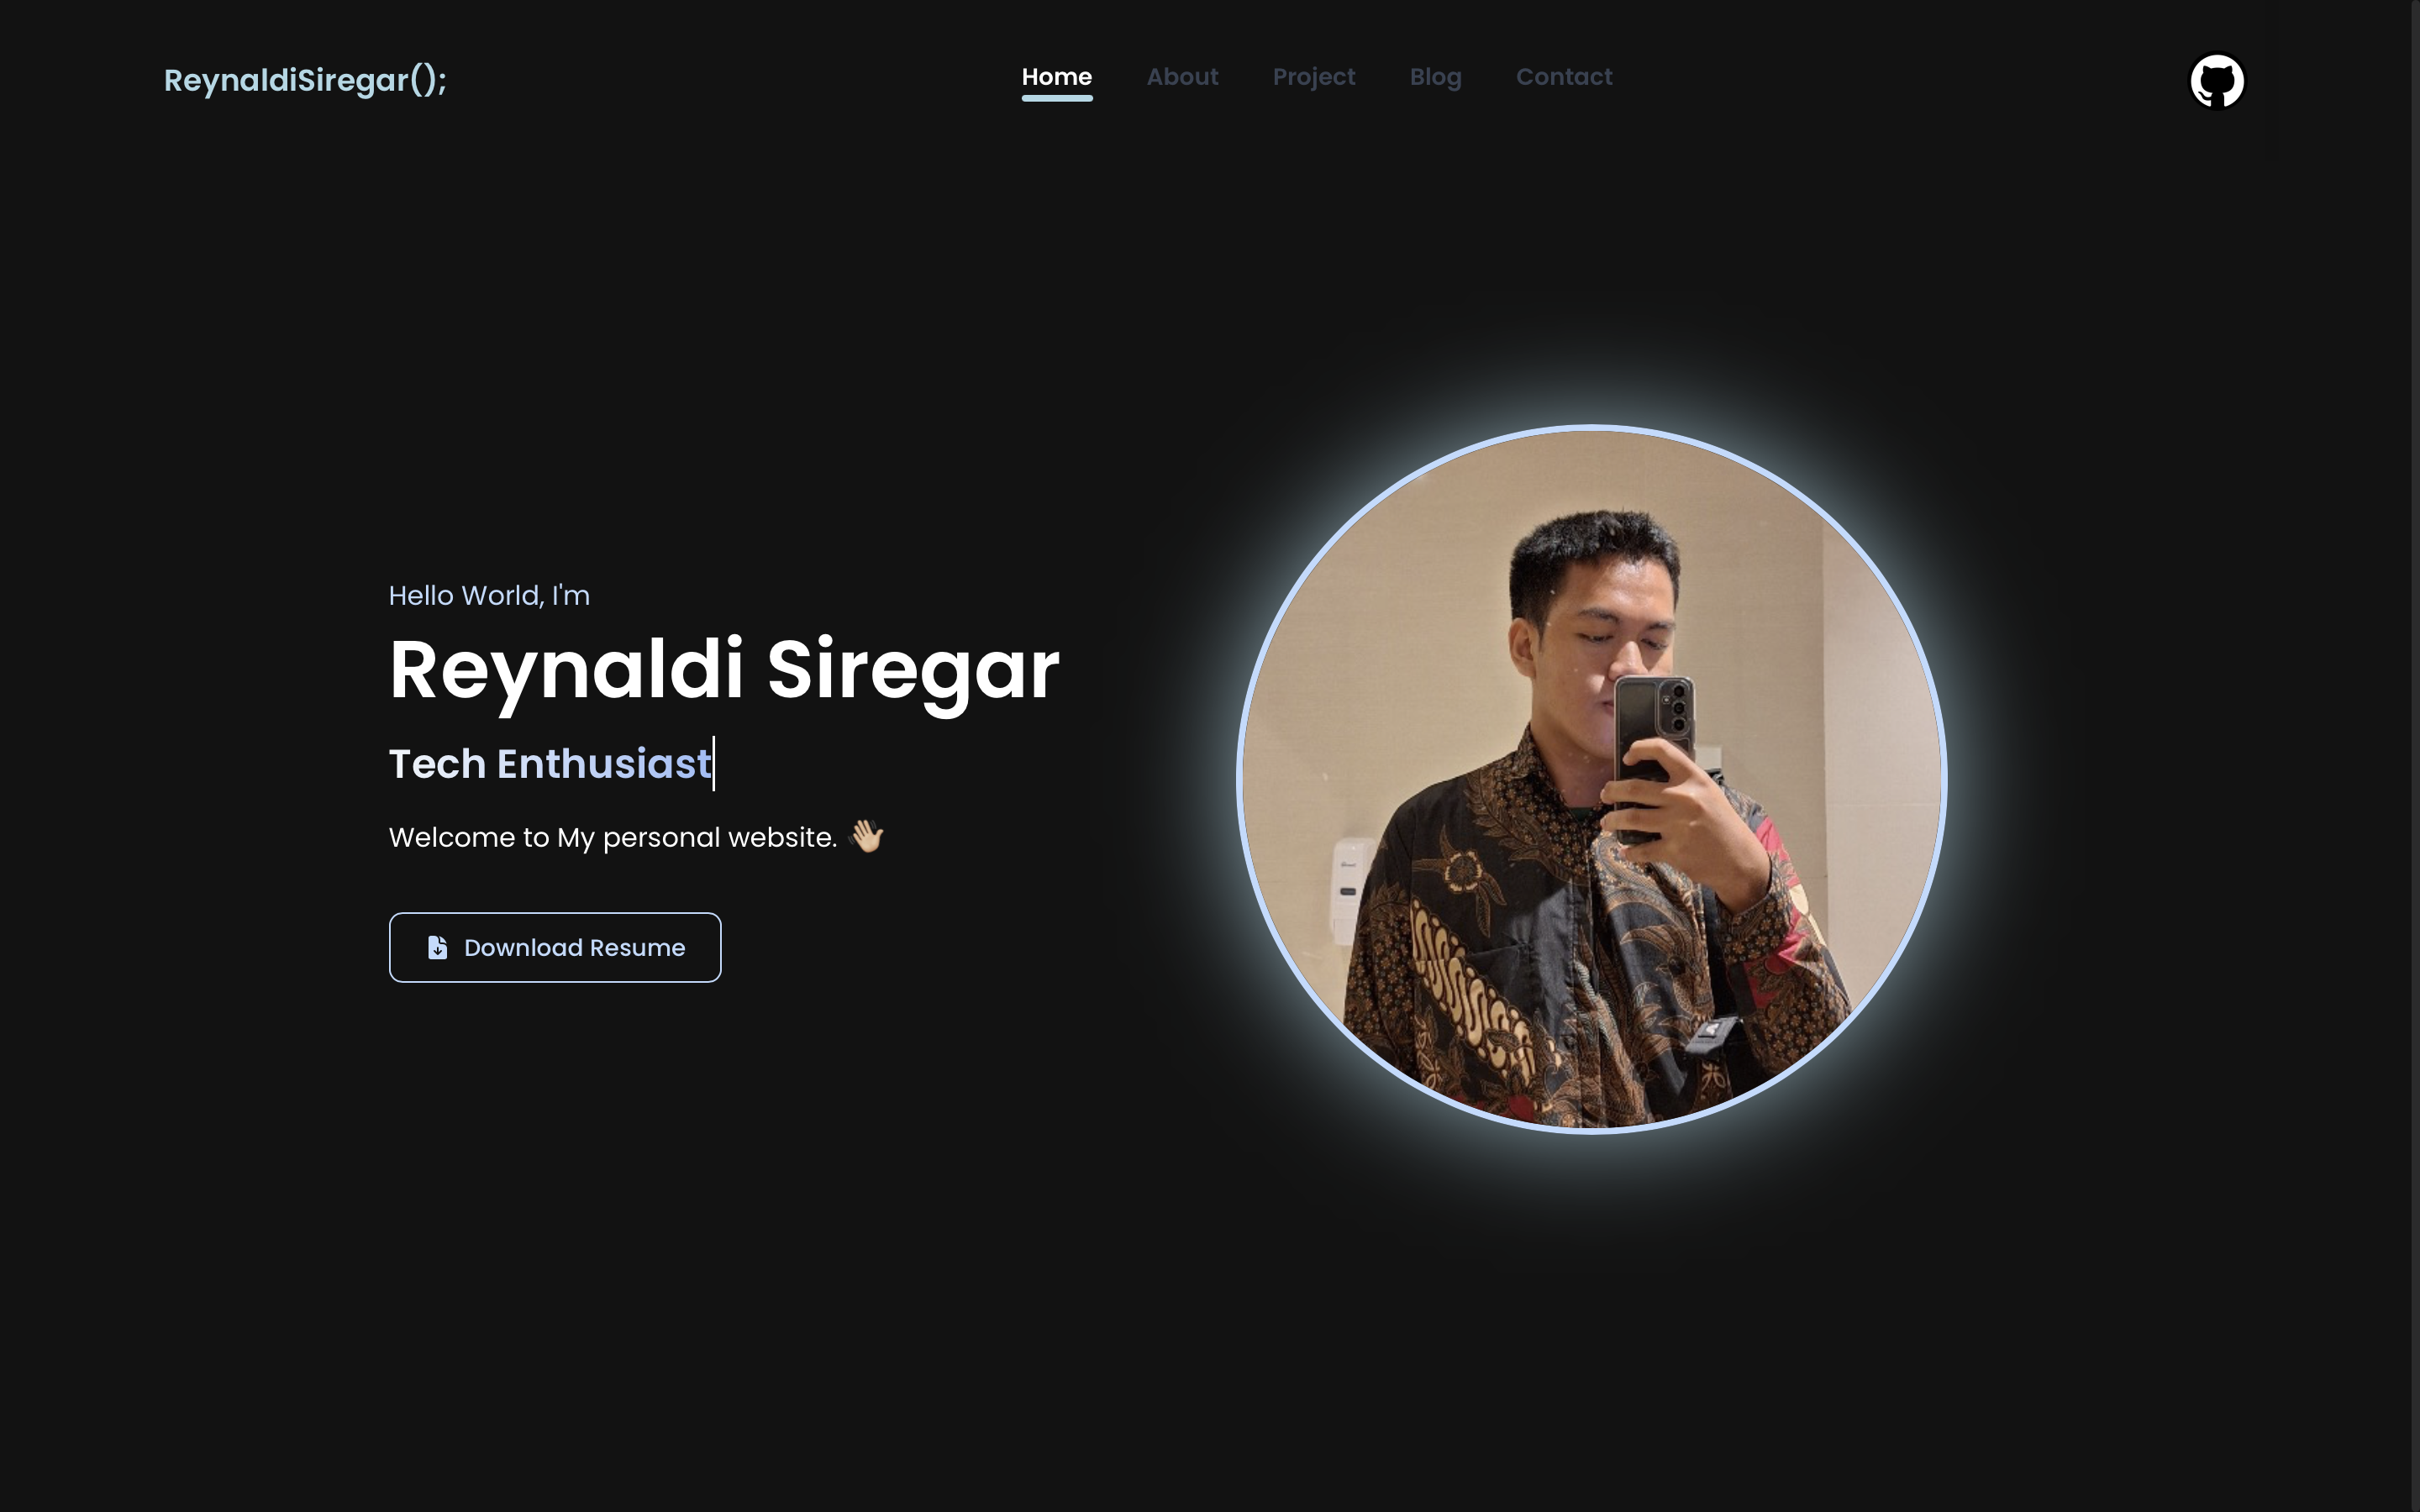 ReynaldiSiregar();
Home About Project Blog Contact
Hello World, I'm
Reynaldi Siregar
Tech Enthusiast
Welcome to My personal website. 👋🏼
Download Resume